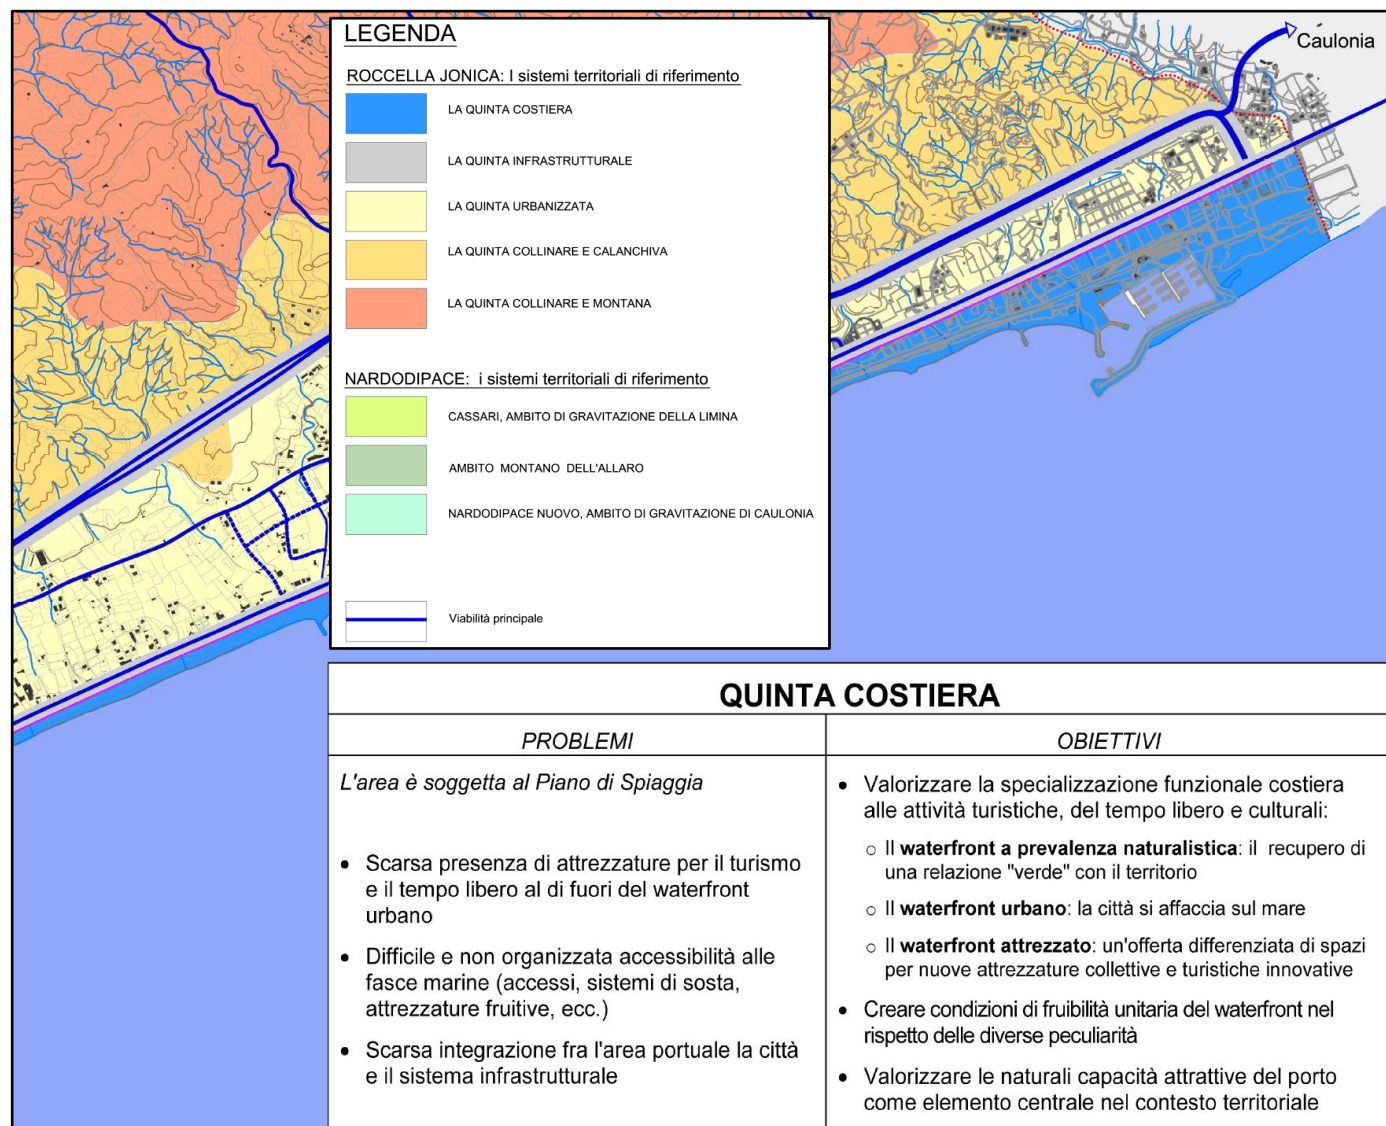 LEGENDA
ROCCELLA JONICA: I sistemi territoriali di riferimento
LA QUINTA COSTIERA
LA QUINTA INFRASTRUTTURALE
LA QUINTA URBANIZZATA
LA QUINTA COLLINARE E CALANCHIVA
LA QUINTA COLLINARE E MONTANA
NARDODIPACE: i sistemi territoriali di riferimento
CASSARI, AMBITO DI GRAVITAZIONE DELLA LIMINA
AMBITO MONTANO DELL'ALLARO
NARDODIPACE NUOVO, AMBITO DI GRAVITAZIONE DI CAULONIA
Viabilità principale
Caulonia
QUINTA COSTIERA
PROBLEMI
L'area è soggetta al Piano di Spiaggia
• Scarsa presenza di attrezzature per il turismo
e il tempo libero al di fuori del waterfront
urbano
• Difficile e non organizzata accessibilità alle
fasce marine (accessi, sistemi di sosta,
attrezzature fruitive, ecc.)
• Scarsa integrazione fra l'area portuale la città
e il sistema infrastrutturale
OBIETTIVI
• Valorizzare la specializzazione funzionale costiera
alle attività turistiche, del tempo libero e culturali:
○ Il waterfront a prevalenza naturalistica: il recupero di
una relazione "verde" con il territorio
○ Il waterfront urbano: la città si affaccia sul mare
○ Il waterfront attrezzato: un'offerta differenziata di spazi
per nuove attrezzature collettive e turistiche innovative
• Creare condizioni di fruibilità unitaria del waterfront nel
rispetto delle diverse peculiarità
• Valorizzare le naturali capacità attrattive del porto
come elemento centrale nel contesto territoriale